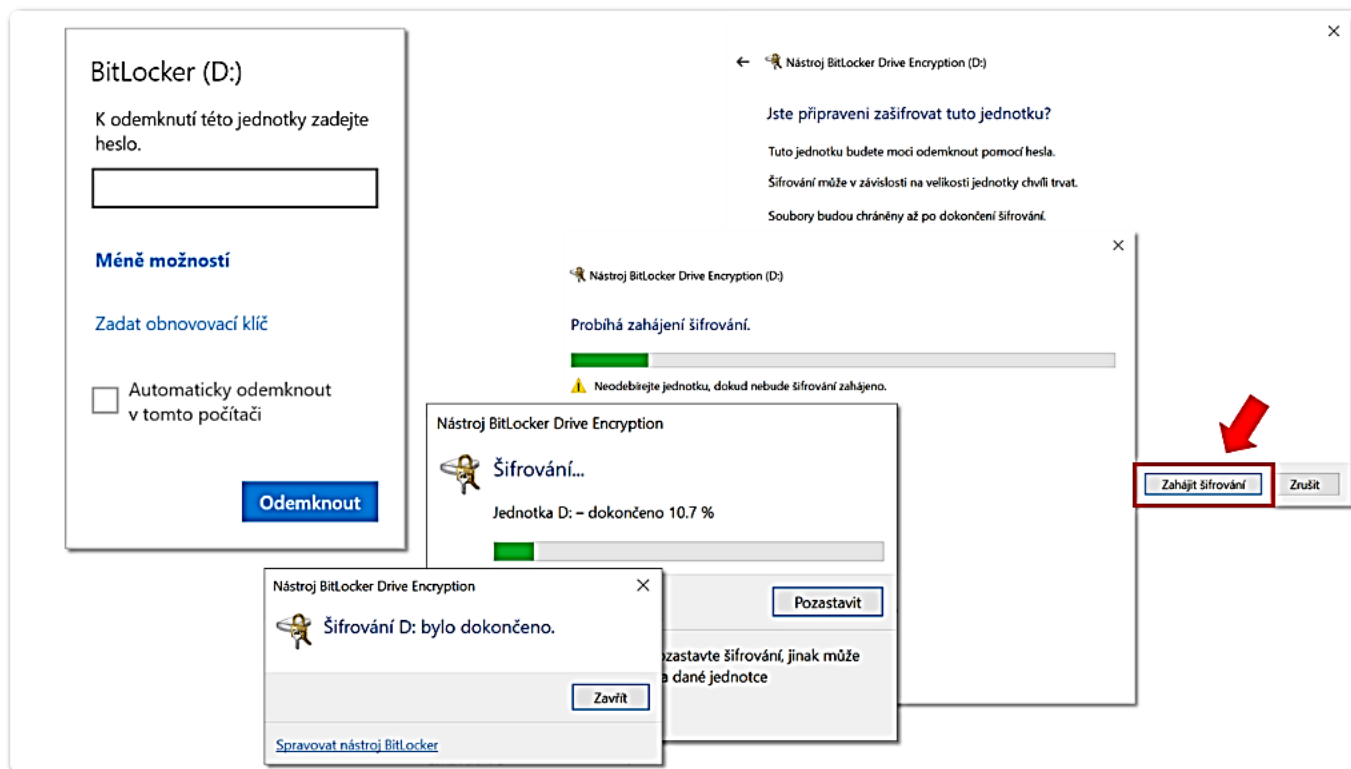 BitLocker (D:)
K odemknutí této jednotky zadejte
heslo.
Méně možností
Zadat obnovovací klíč
Automaticky odemknout
v tomto počítači
Odemknout
Nástroj BitLocker Drive Encryption (D:)
Jste připraveni zašifrovat tuto jednotku?
Tuto jednotku budete moci odemknout pomocí hesla.
Šifrování může v závislosti na velikosti jednotky chvíli trvat.
Soubory budou chráněny až po dokončení šifrování.
Zahájit šifrování
Zrušit
Nástroj BitLocker Drive Encryption (D:)
Probíhá zahájení šifrování.
Neodebírejte jednotku, dokud nebude šifrování zahájeno.
Nástroj BitLocker Drive Encryption
Šifrování...
Jednotka D: – dokončeno 10.7 %
Pozastavit
šifrování, jinak může
dané jednotce
Nástroj BitLocker Drive Encryption
Šifrování D: bylo dokončeno.
Zavřít
Spravovat nástroj BitLocker